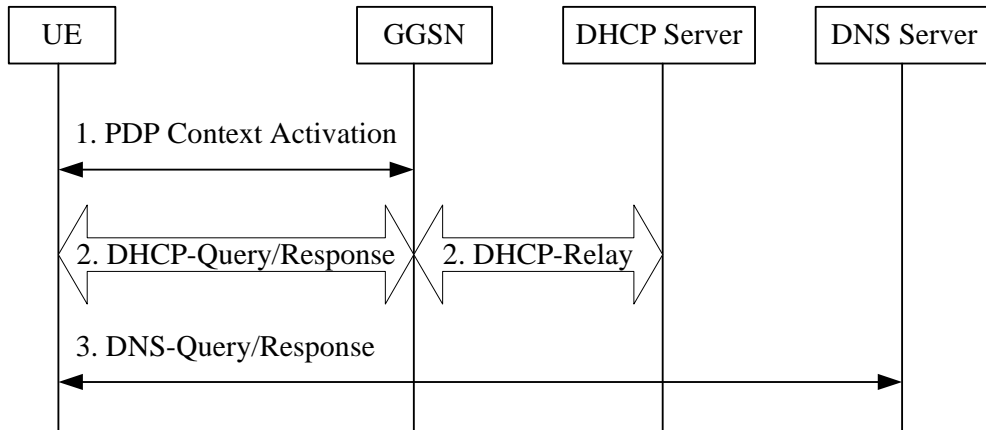 UE
GGSN
DHCP Server
DNS Server
1. PDP Context Activation
2. DHCP-Query/Response
2. DHCP-Relay
3. DNS-Query/Response